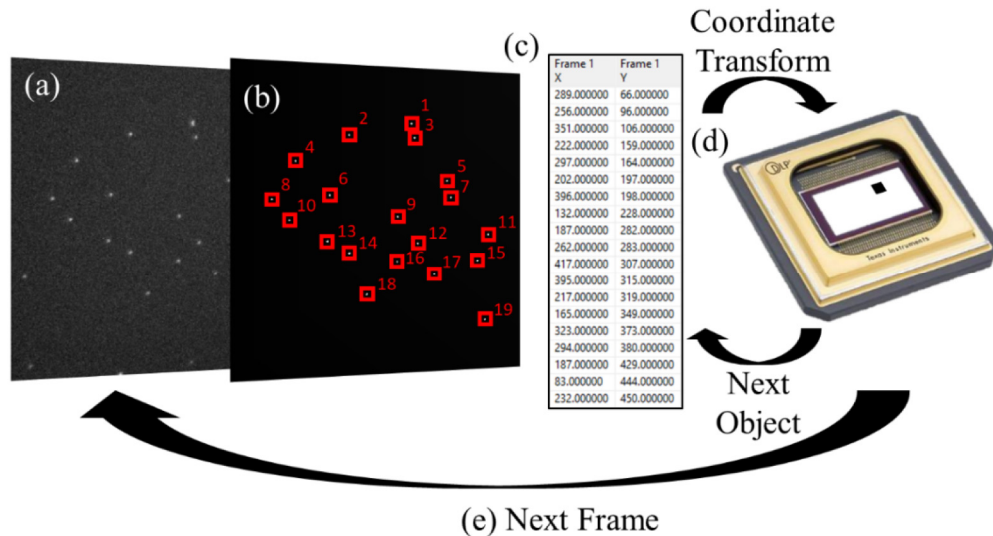 (a)
(b)
1
2
3
4
5
6
7
8
9
10
11
12
13
14
15
16
17
18
19
(c)
Frame 1 Frame 1
X Y
289.000000 66.000000
256.000000 96.000000
351.000000 106.000000
222.000000 159.000000
297.000000 164.000000
202.000000 197.000000
396.000000 198.000000
132.000000 228.000000
187.000000 282.000000
262.000000 283.000000
417.000000 307.000000
395.000000 315.000000
217.000000 319.000000
165.000000 349.000000
323.000000 373.000000
294.000000 380.000000
187.000000 429.000000
83.000000 444.000000
232.000000 450.000000
Coordinate
Transform
(d)
DLP
Texas Instruments
Next
Object
(e) Next Frame